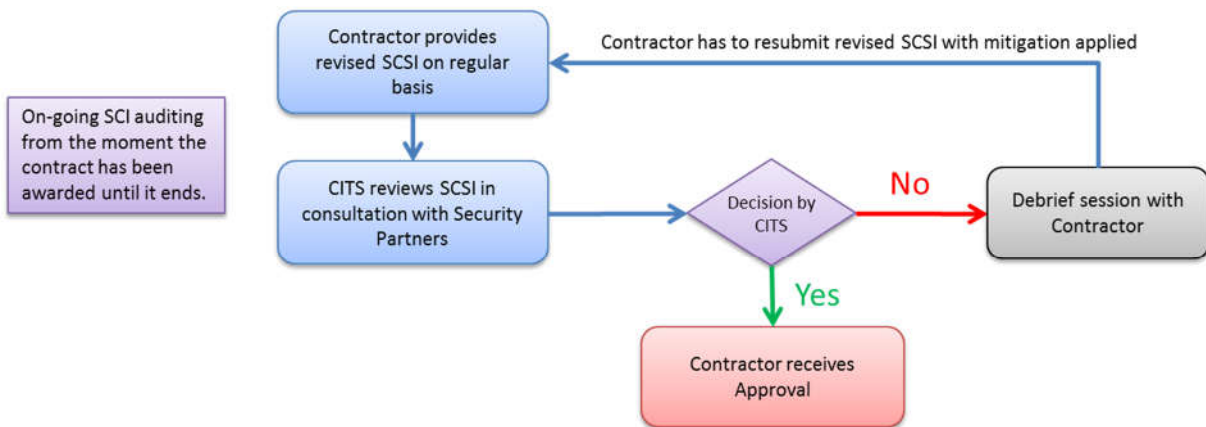 Contractor provides
revised SCSI on regular
basis
Contractor has to resubmit revised SCSI with mitigation applied
On-going SCI auditing
from the moment the
contract has been
awarded until it ends.
CITS reviews SCSI in
consultation with Security
Partners
Decision by
CITS
No
Debrief session with
Contractor
Yes
Contractor receives
Approval